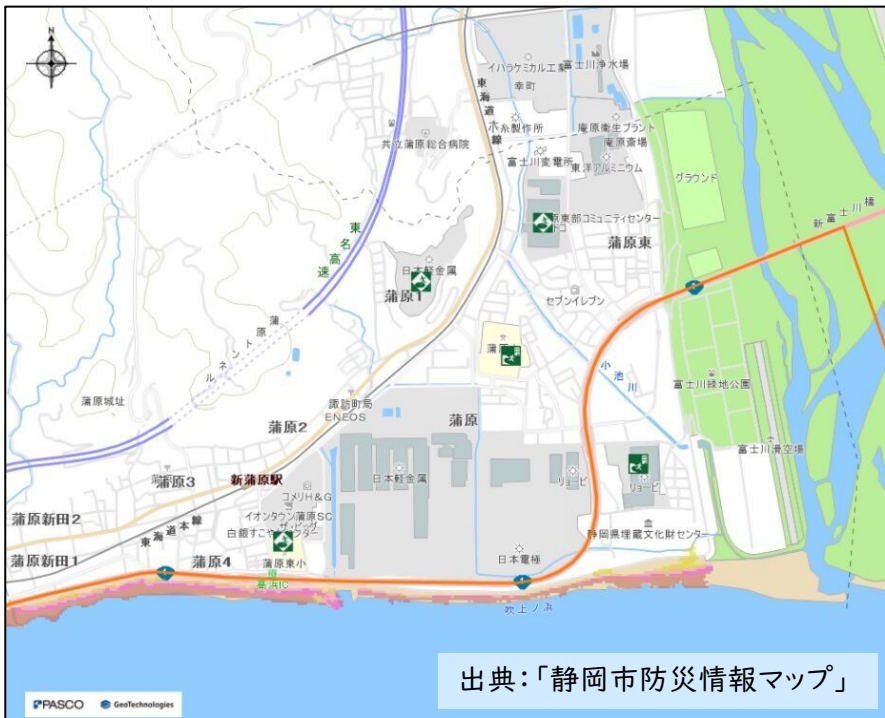 N
イハラケミカル工業
富士川浄水場
幸町
東海道本線
小糸製作所
庵原衛生プラント
庵原斎場
共立蒲原総合病院
富士川変電所
東洋アルミニウム
グラウンド
新富士川橋
東名高速
原東部コミュニティセンター
蒲原東
日本軽金属
蒲原1
セブンイレブン
蒲原
トンネル
小池川
富士川緑地公園
蒲原城址
諏訪町局
ENEOS
蒲原2
蒲原
富士川滑空場
蒲原3
新蒲原駅
日本軽金属
リョービ
リョービ
コメリH&G
蒲原新田2
イオンタウン蒲原SC
ザ・ビッグ
東海道本線
白銀すこやかセンター
静岡県埋蔵文化財センター
蒲原新田1
蒲原4
蒲原東小
日本電極
吹上ノ浜
出典：「静岡市防災情報マップ」
PASCO
GeoTechnologies